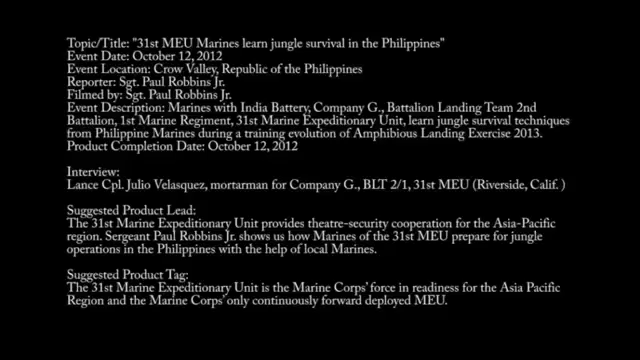 Topic/Title: "31st MEU Marines learn jungle survival in the Philippines"
Event Date: October 12, 2012
Event Location: Crow Valley, Republic of the Philippines
Reporter: Sgt. Paul Robbins Jr.
Filmed by: Sgt. Paul Robbins Jr.
Event Description: Marines with India Battery, Company G., Battalion Landing Team 2nd
Battalion, 1st Marine Regiment, 31st Marine Expeditionary Unit, learn jungle survival techniques
from Philippine Marines during a training evolution of Amphibious Landing Exercise 2013.
Product Completion Date: October 12, 2012
Interview:
Lance Cpl. Julio Velasquez, mortarman for Company G., BLT 2/1, 31st MEU (Riverside, Calif. )
Suggested Product Lead:
The 31st Marine Expeditionary Unit provides theatre-security cooperation for the Asia-Pacific
region. Sergeant Paul Robbins Jr. shows us how Marines of the 31st MEU prepare for jungle
operations in the Philippines with the help of local Marines.
Suggested Product Tag:
The 31st Marine Expeditionary Unit is the Marine Corps' force in readiness for the Asia Pacific
Region and the Marine Corps' only continuously forward deployed MEU.